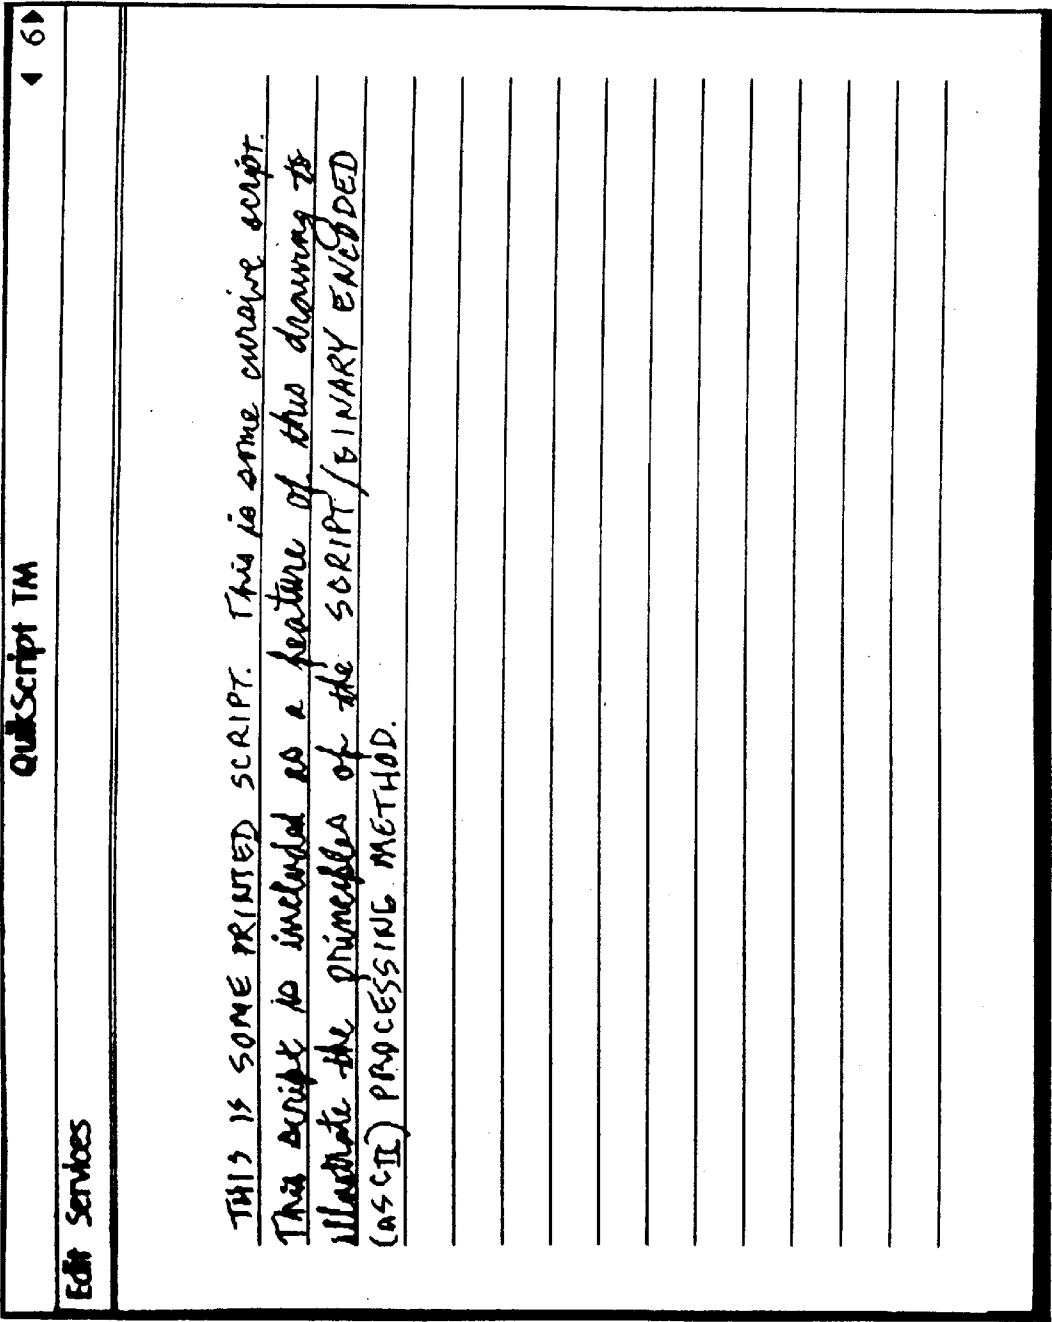 QuikScript TM
◀ 6 ▶
Edit Services
THIS IS SOME PRINTED SCRIPT. This is some cursive script.
This script is included as a feature of this drawing to
illustrate the principles of the SCRIPT/BINARY ENCODED
(ASCII) PROCESSING METHOD.